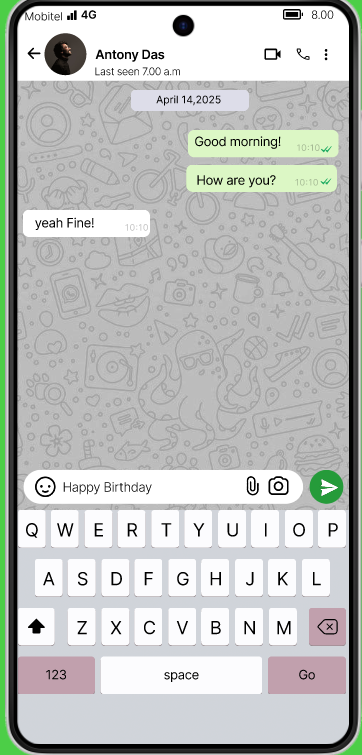 Mobitel 4G 8.00
Antony Das
Last seen 7.00 a.m
April 14,2025
Good morning! 10:10
How are you? 10:10
yeah Fine! 10:10
Happy Birthday
Q W E R T Y U I O P
A S D F G H J K L
Z X C V B N M
123 space Go